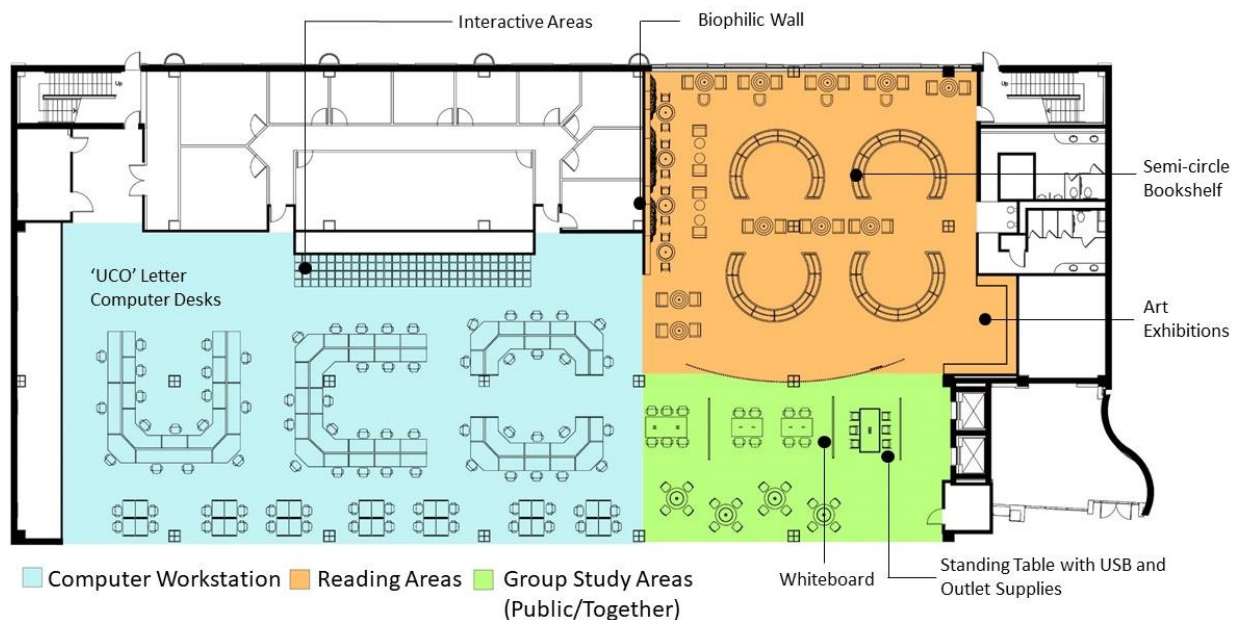 Interactive Areas
Biophilic Wall
Up
Up
Semi-circle
Bookshelf
'UCO' Letter
Computer Desks
Art
Exhibitions
Computer Workstation
Reading Areas
Group Study Areas
(Public/Together)
Whiteboard
Standing Table with USB and
Outlet Supplies